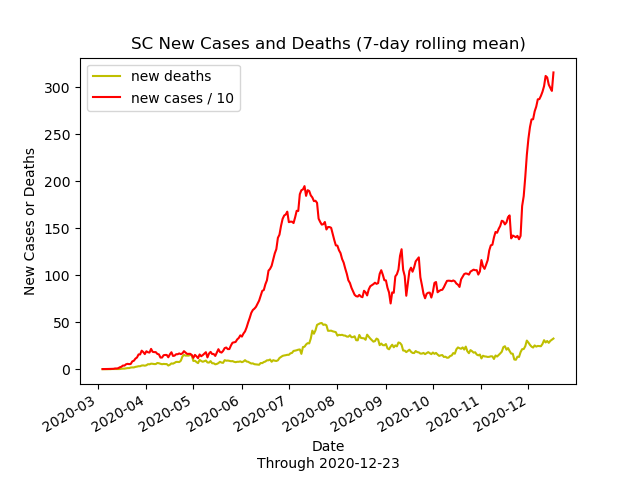 SC New Cases and Deaths (7-day rolling mean)
new deaths
new cases / 10
300
250
200
150
100
50
0
New Cases or Deaths
2020-03
2020-04
2020-05
2020-06
2020-07
2020-08
2020-09
2020-10
2020-11
2020-12
Date
Through 2020-12-23